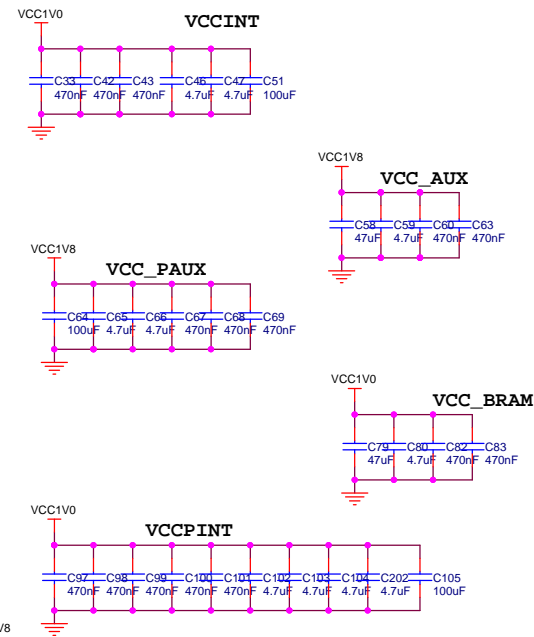 VCC1V0
VCCINT
C33 C42 C43 C46 C47 C51
470nF 470nF 470nF 4.7uF 4.7uF 100uF
VCC1V8
VCC_AUX
C58 C59 C60 C63
47uF 4.7uF 470nF 470nF
VCC1V8
VCC_PAUX
C64 C65 C66 C67 C68 C69
100uF 4.7uF 4.7uF 470nF 470nF 470nF
VCC1V0
VCC_BRAM
C79 C80 C82 C83
47uF 4.7uF 470nF 470nF
VCC1V0
VCCPINT
C97 C98 C99 C100 C101 C102 C103 C104 C202 C105
470nF 470nF 470nF 470nF 470nF 4.7uF 4.7uF 4.7uF 4.7uF 100uF
V8